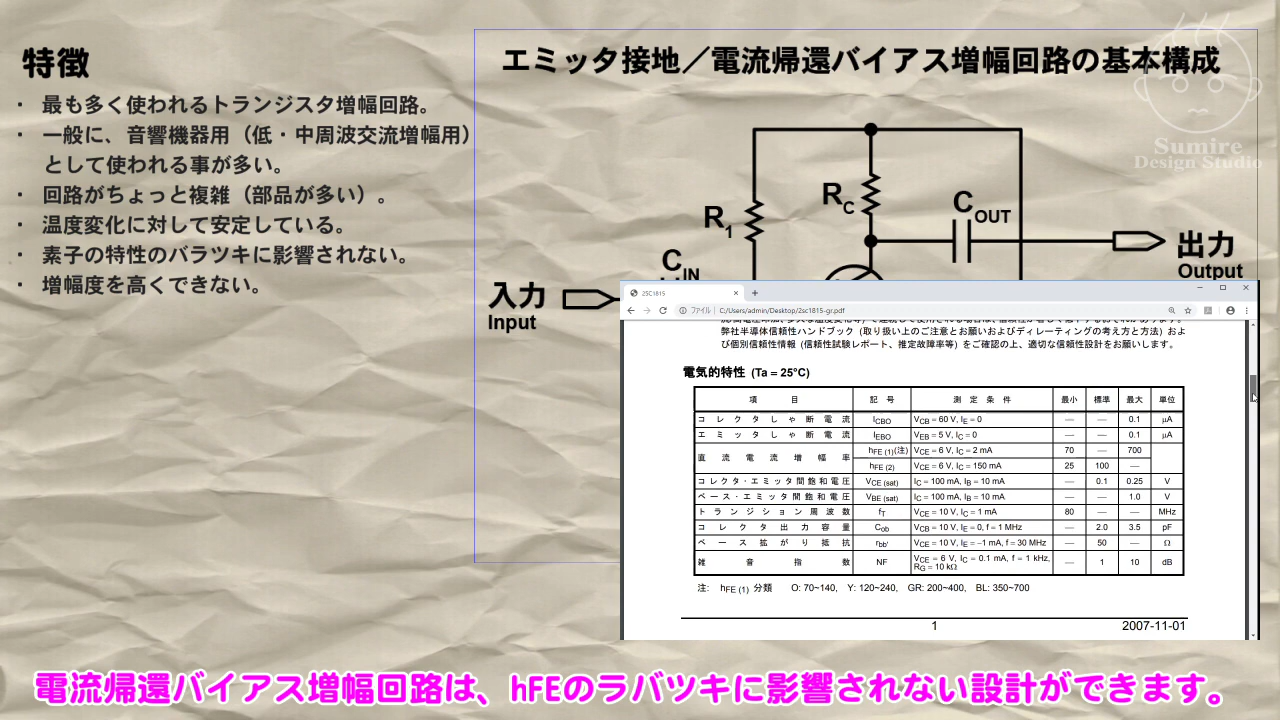 特徴
・ 最も多く使われるトランジスタ増幅回路。
・ 一般に、音響機器用（低・中周波交流増幅用）
として使われる事が多い。
・ 回路がちょっと複雑（部品が多い）。
・ 温度変化に対して安定している。
・ 素子の特性のバラツキに影響されない。
・ 増幅度を高くできない。
エミッタ接地／電流帰還バイアス増幅回路の基本構成
Sumire
Design Studio
R1
RC
COUT
CIN
出力
Output
入力
Input
2SC1815
ファイル | C:/Users/admin/Desktop/2sc1815-gr.pdf
弊社半導体信頼性ハンドブック (取り扱い上のご注意とお願いおよびディレーティングの考え方と方法) およ
び個別信頼性情報 (信頼性試験レポート、推定故障率等) をご確認の上、適切な信頼性設計をお願いします。
電気的特性 (Ta = 25°C)
項 目 記 号 測 定 条 件 最小 標準 最大 単位
コレクタしゃ断電流 ICBO VCB = 60 V, IE = 0 ― ― 0.1 μA
エミッタしゃ断電流 IEBO VEB = 5 V, IC = 0 ― ― 0.1 μA
直流電流増幅率 hFE (1)(注) VCE = 6 V, IC = 2 mA 70 ― 700
hFE (2) VCE = 6 V, IC = 150 mA 25 100 ―
コレクタ・エミッタ間飽和電圧 VCE (sat) IC = 100 mA, IB = 10 mA ― 0.1 0.25 V
ベース・エミッタ間飽和電圧 VBE (sat) IC = 100 mA, IB = 10 mA ― ― 1.0 V
トランジション周波数 fT VCE = 10 V, IC = 1 mA 80 ― ― MHz
コレクタ出力容量 Cob VCB = 10 V, IE = 0, f = 1 MHz ― 2.0 3.5 pF
ベース拡がり抵抗 rbb' VCE = 10 V, IE = −1 mA, f = 30 MHz ― 50 ― Ω
雑音指数 NF VCE = 6 V, IC = 0.1 mA, f = 1 kHz, RG = 10 kΩ ― 1 10 dB
注: hFE (1) 分類 O: 70~140, Y: 120~240, GR: 200~400, BL: 350~700
1 2007-11-01
電流帰還バイアス増幅回路は、hFEのラバツキに影響されない設計ができます。